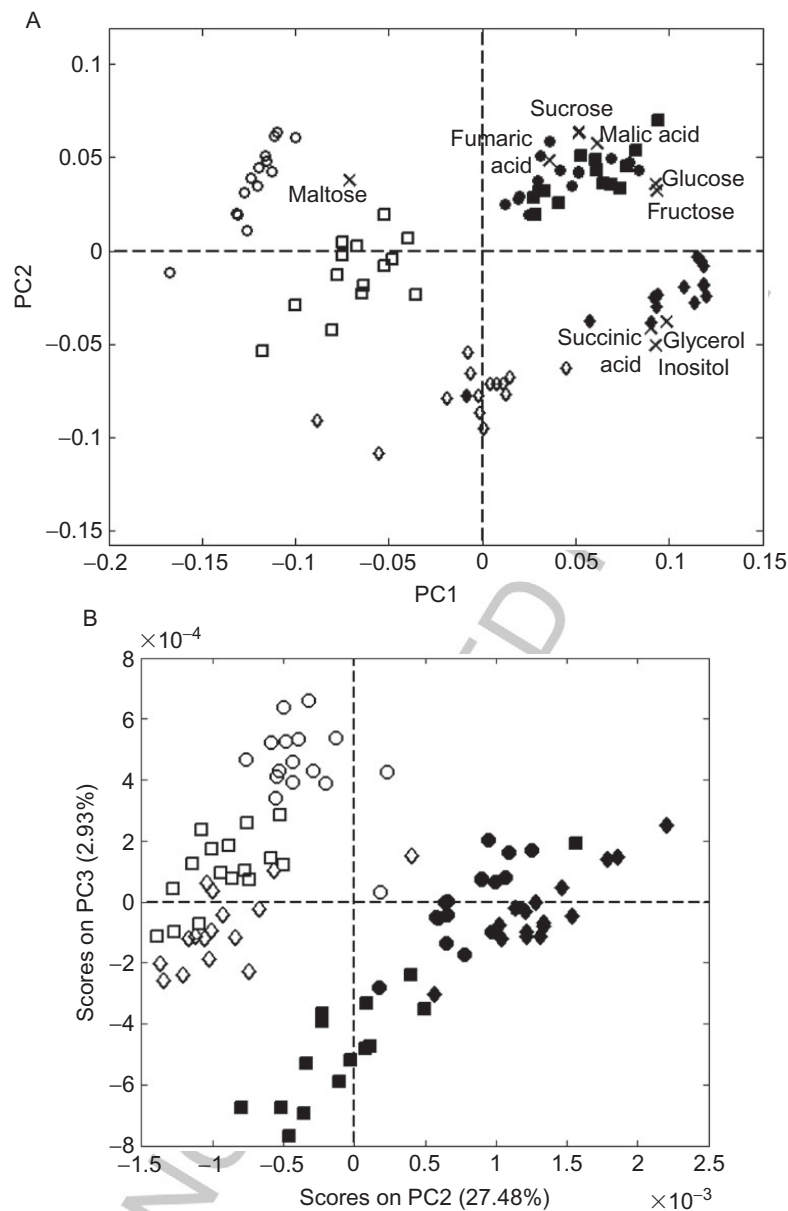 A
0.1
0.05
0
−0.05
−0.1
−0.15
PC2
Sucrose
Fumaric acid
Malic acid
Maltose
Glucose
Fructose
Succinic acid
Glycerol
Inositol
−0.2 −0.15 −0.1 −0.05 0 0.05 0.1 0.15
PC1
B
×10−4
8
6
4
2
0
−2
−4
−6
−8
Scores on PC3 (2.93%)
−1.5 −1 −0.5 0 0.5 1 1.5 2 2.5
Scores on PC2 (27.48%)
×10−3